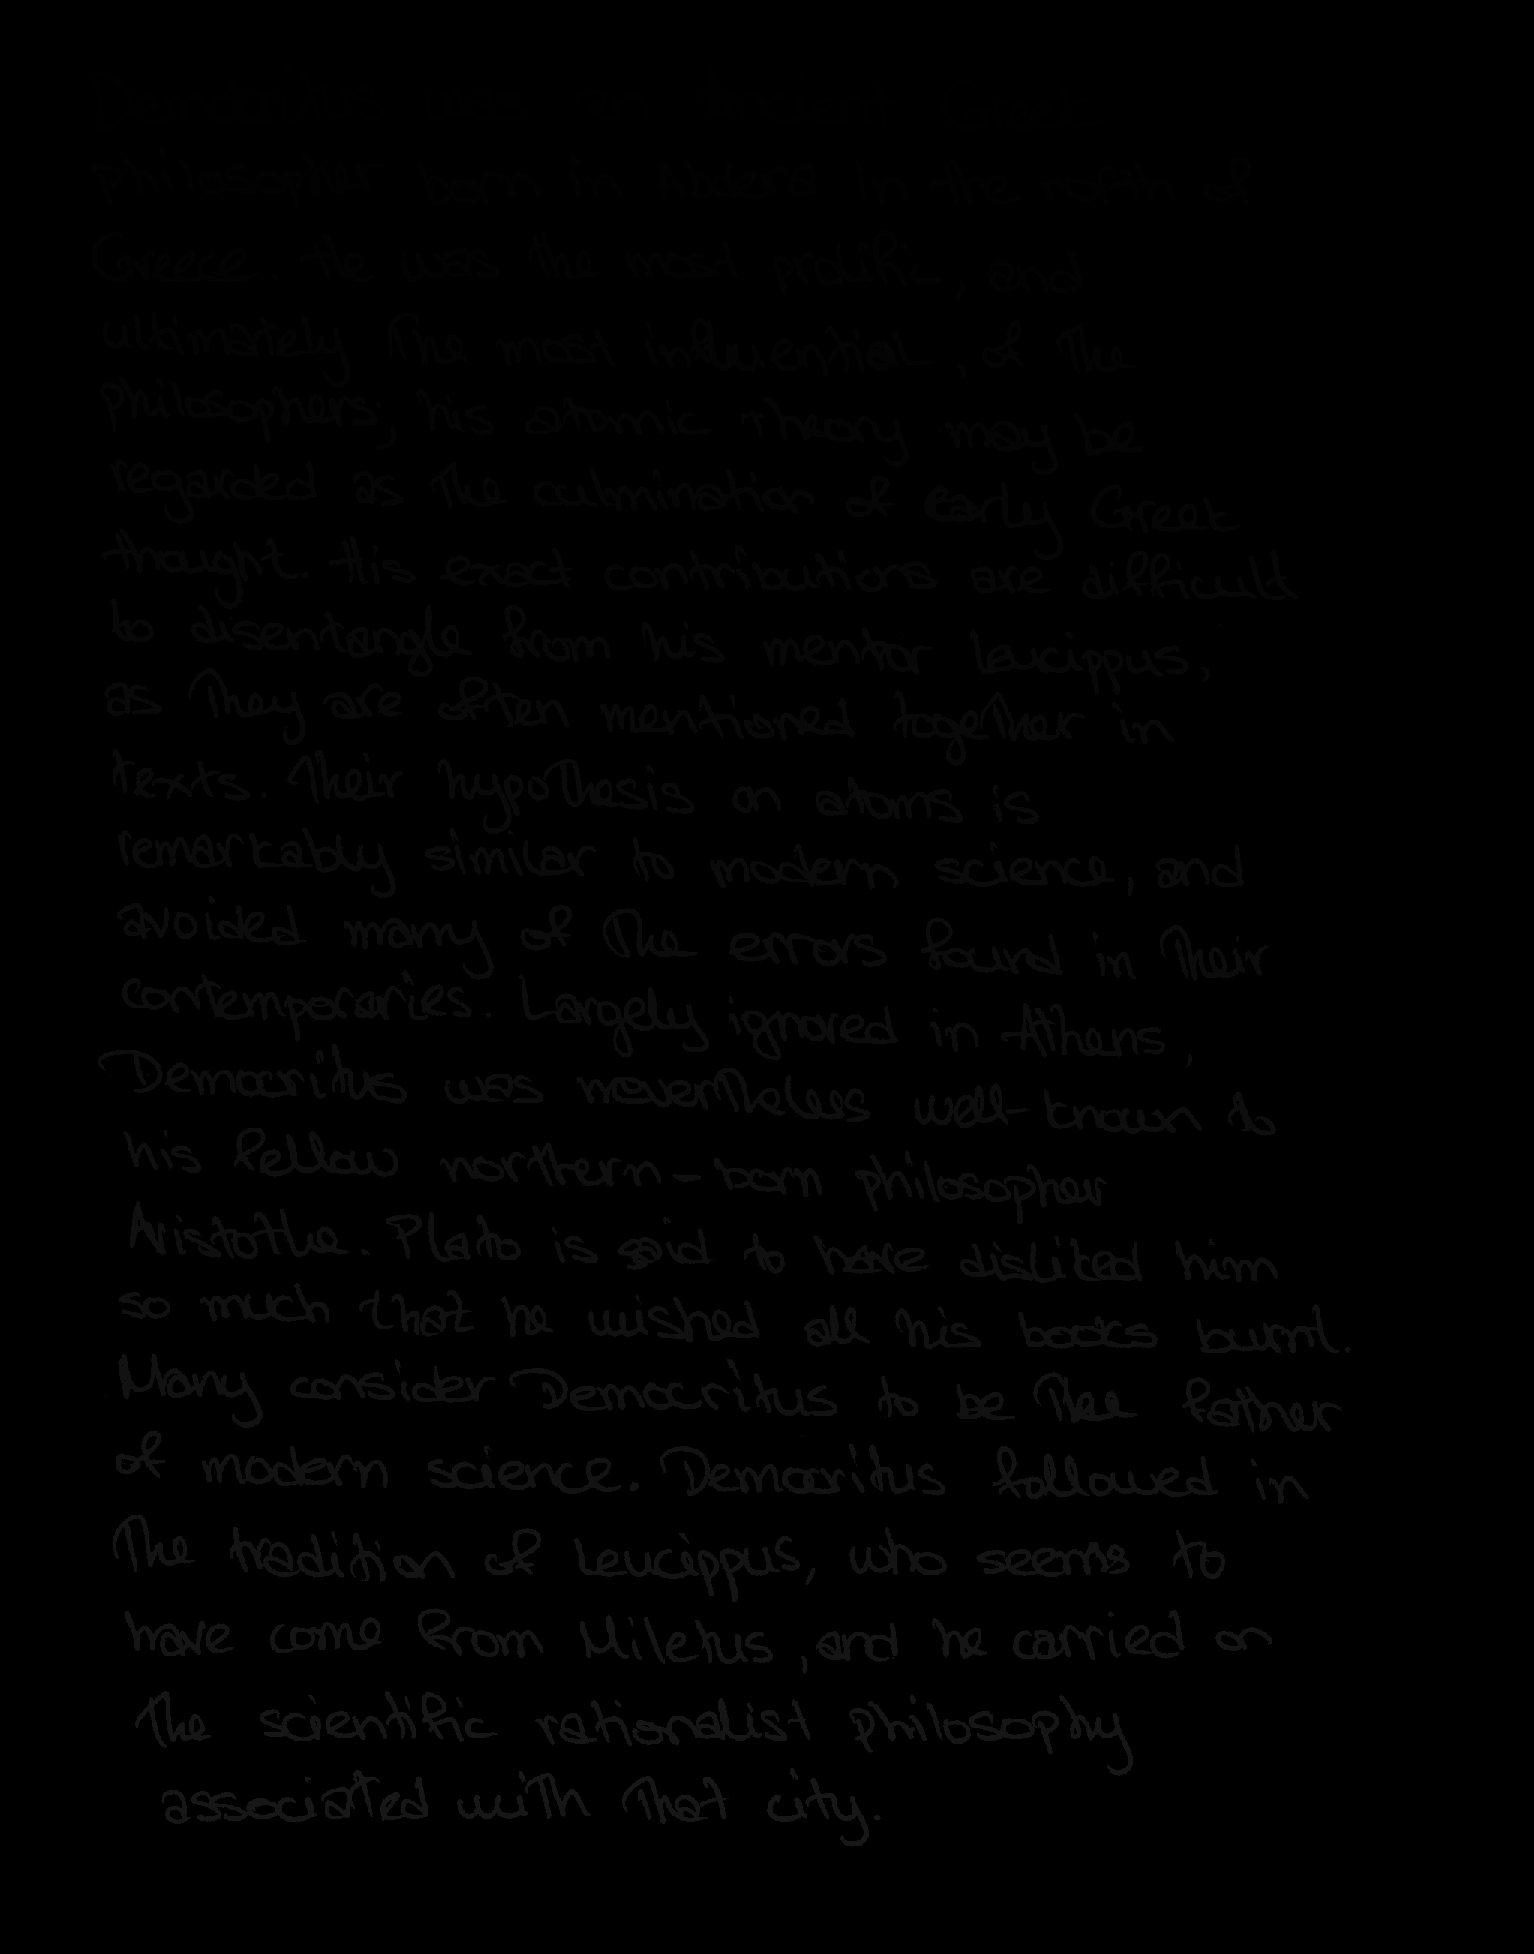 Democritus was an Ancient Greek
philosopher born in Abdera in the north of
Greece. He was the most prolific, and
ultimately the most influential, of the
philosophers; his atomic theory may be
regarded as the culmination of early Greek
thought. His exact contributions are difficult
to disentangle from his mentor Leucippus,
as they are often mentioned together in
texts. Their hypothesis on atoms is
remarkably similar to modern science, and
avoided many of the errors found in their
contemporaries. Largely ignored in Athens,
Democritus was nevertheless well-known to
his fellow northern-born philosopher
Aristotle. Plato is said to have disliked him
so much that he wished all his books burnt.
Many consider Democritus to be the father
of modern science. Democritus followed in
the tradition of Leucippus, who seems to
have come from Miletus, and he carried on
the scientific rationalist philosophy
associated with that city.